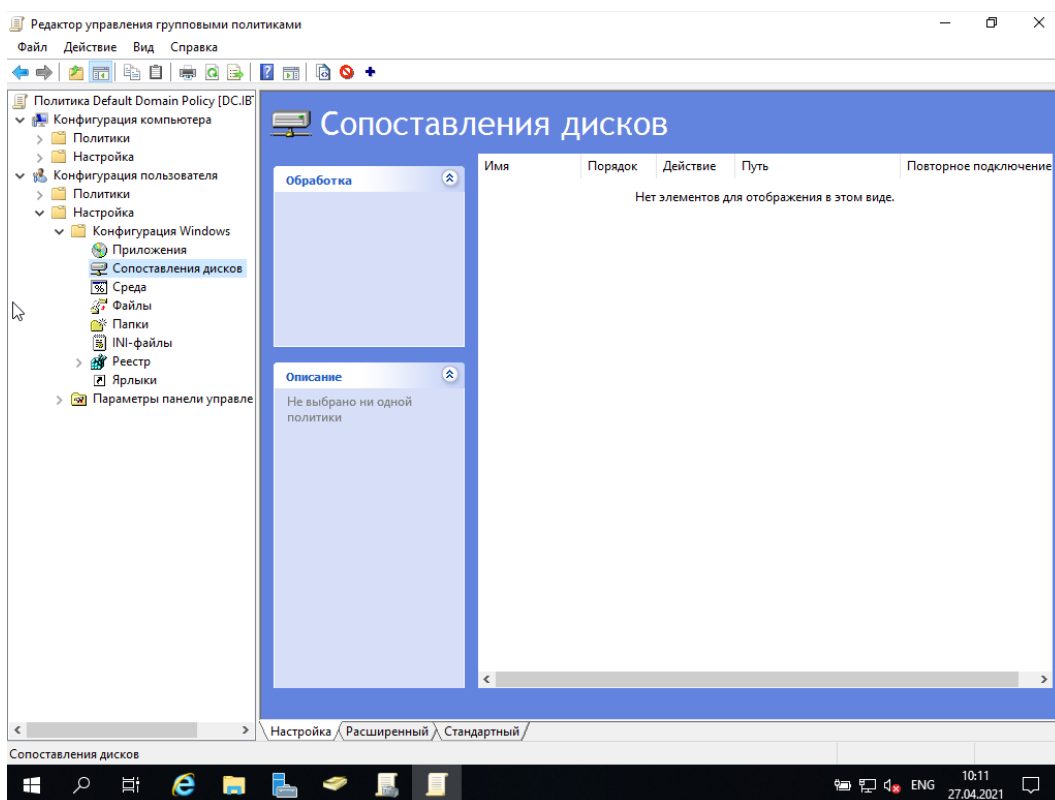 Редактор управления групповыми политиками
Файл Действие Вид Справка
Политика Default Domain Policy [DC.IB
Конфигурация компьютера
Политики
Настройка
Конфигурация пользователя
Политики
Настройка
Конфигурация Windows
Приложения
Сопоставления дисков
Среда
Файлы
Папки
INI-файлы
Реестр
Ярлыки
Параметры панели управле
Сопоставления дисков
Обработка
Описание
Не выбрано ни одной
политики
Имя Порядок Действие Путь Повторное подключение
Нет элементов для отображения в этом виде.
Настройка Расширенный Стандартный
Сопоставления дисков
ENG
10:11
27.04.2021